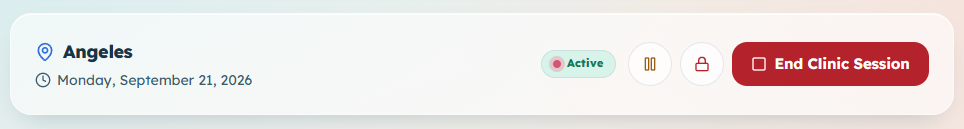 Angeles
Monday, September 21, 2026
Active
End Clinic Session